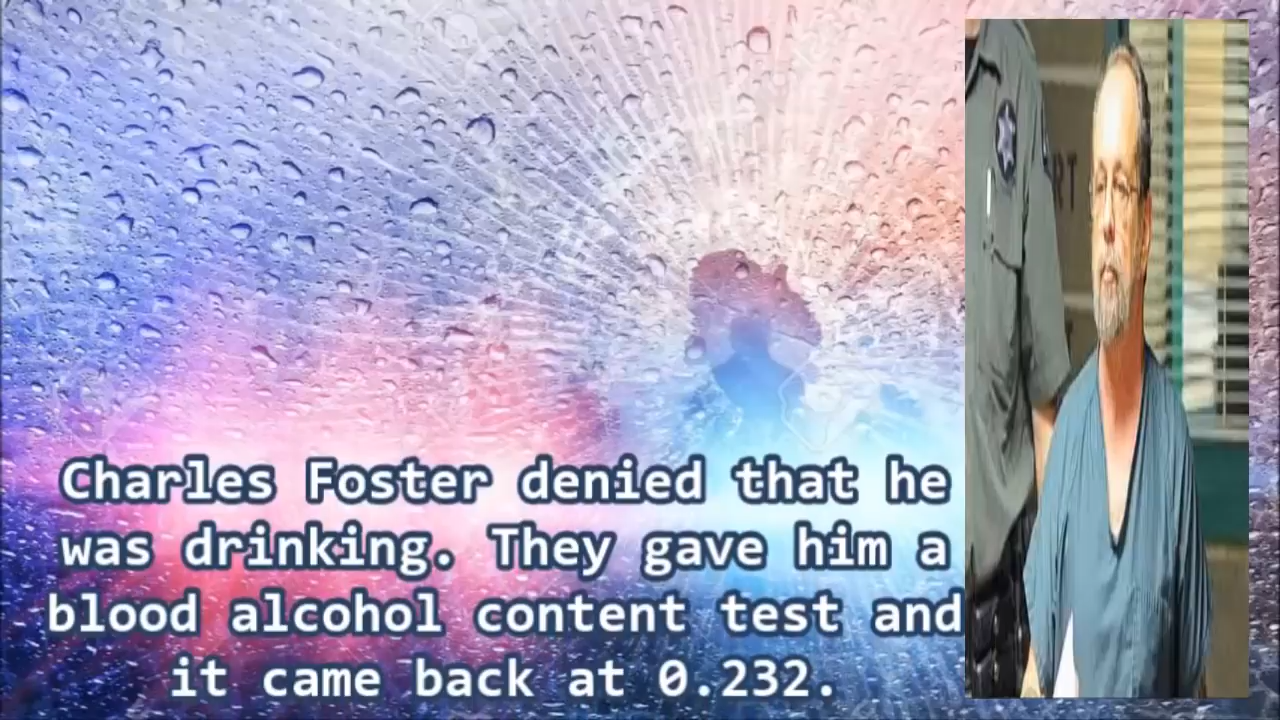 Charles Foster denied that he
was drinking. They gave him a
blood alcohol content test and
it came back at 0.232.